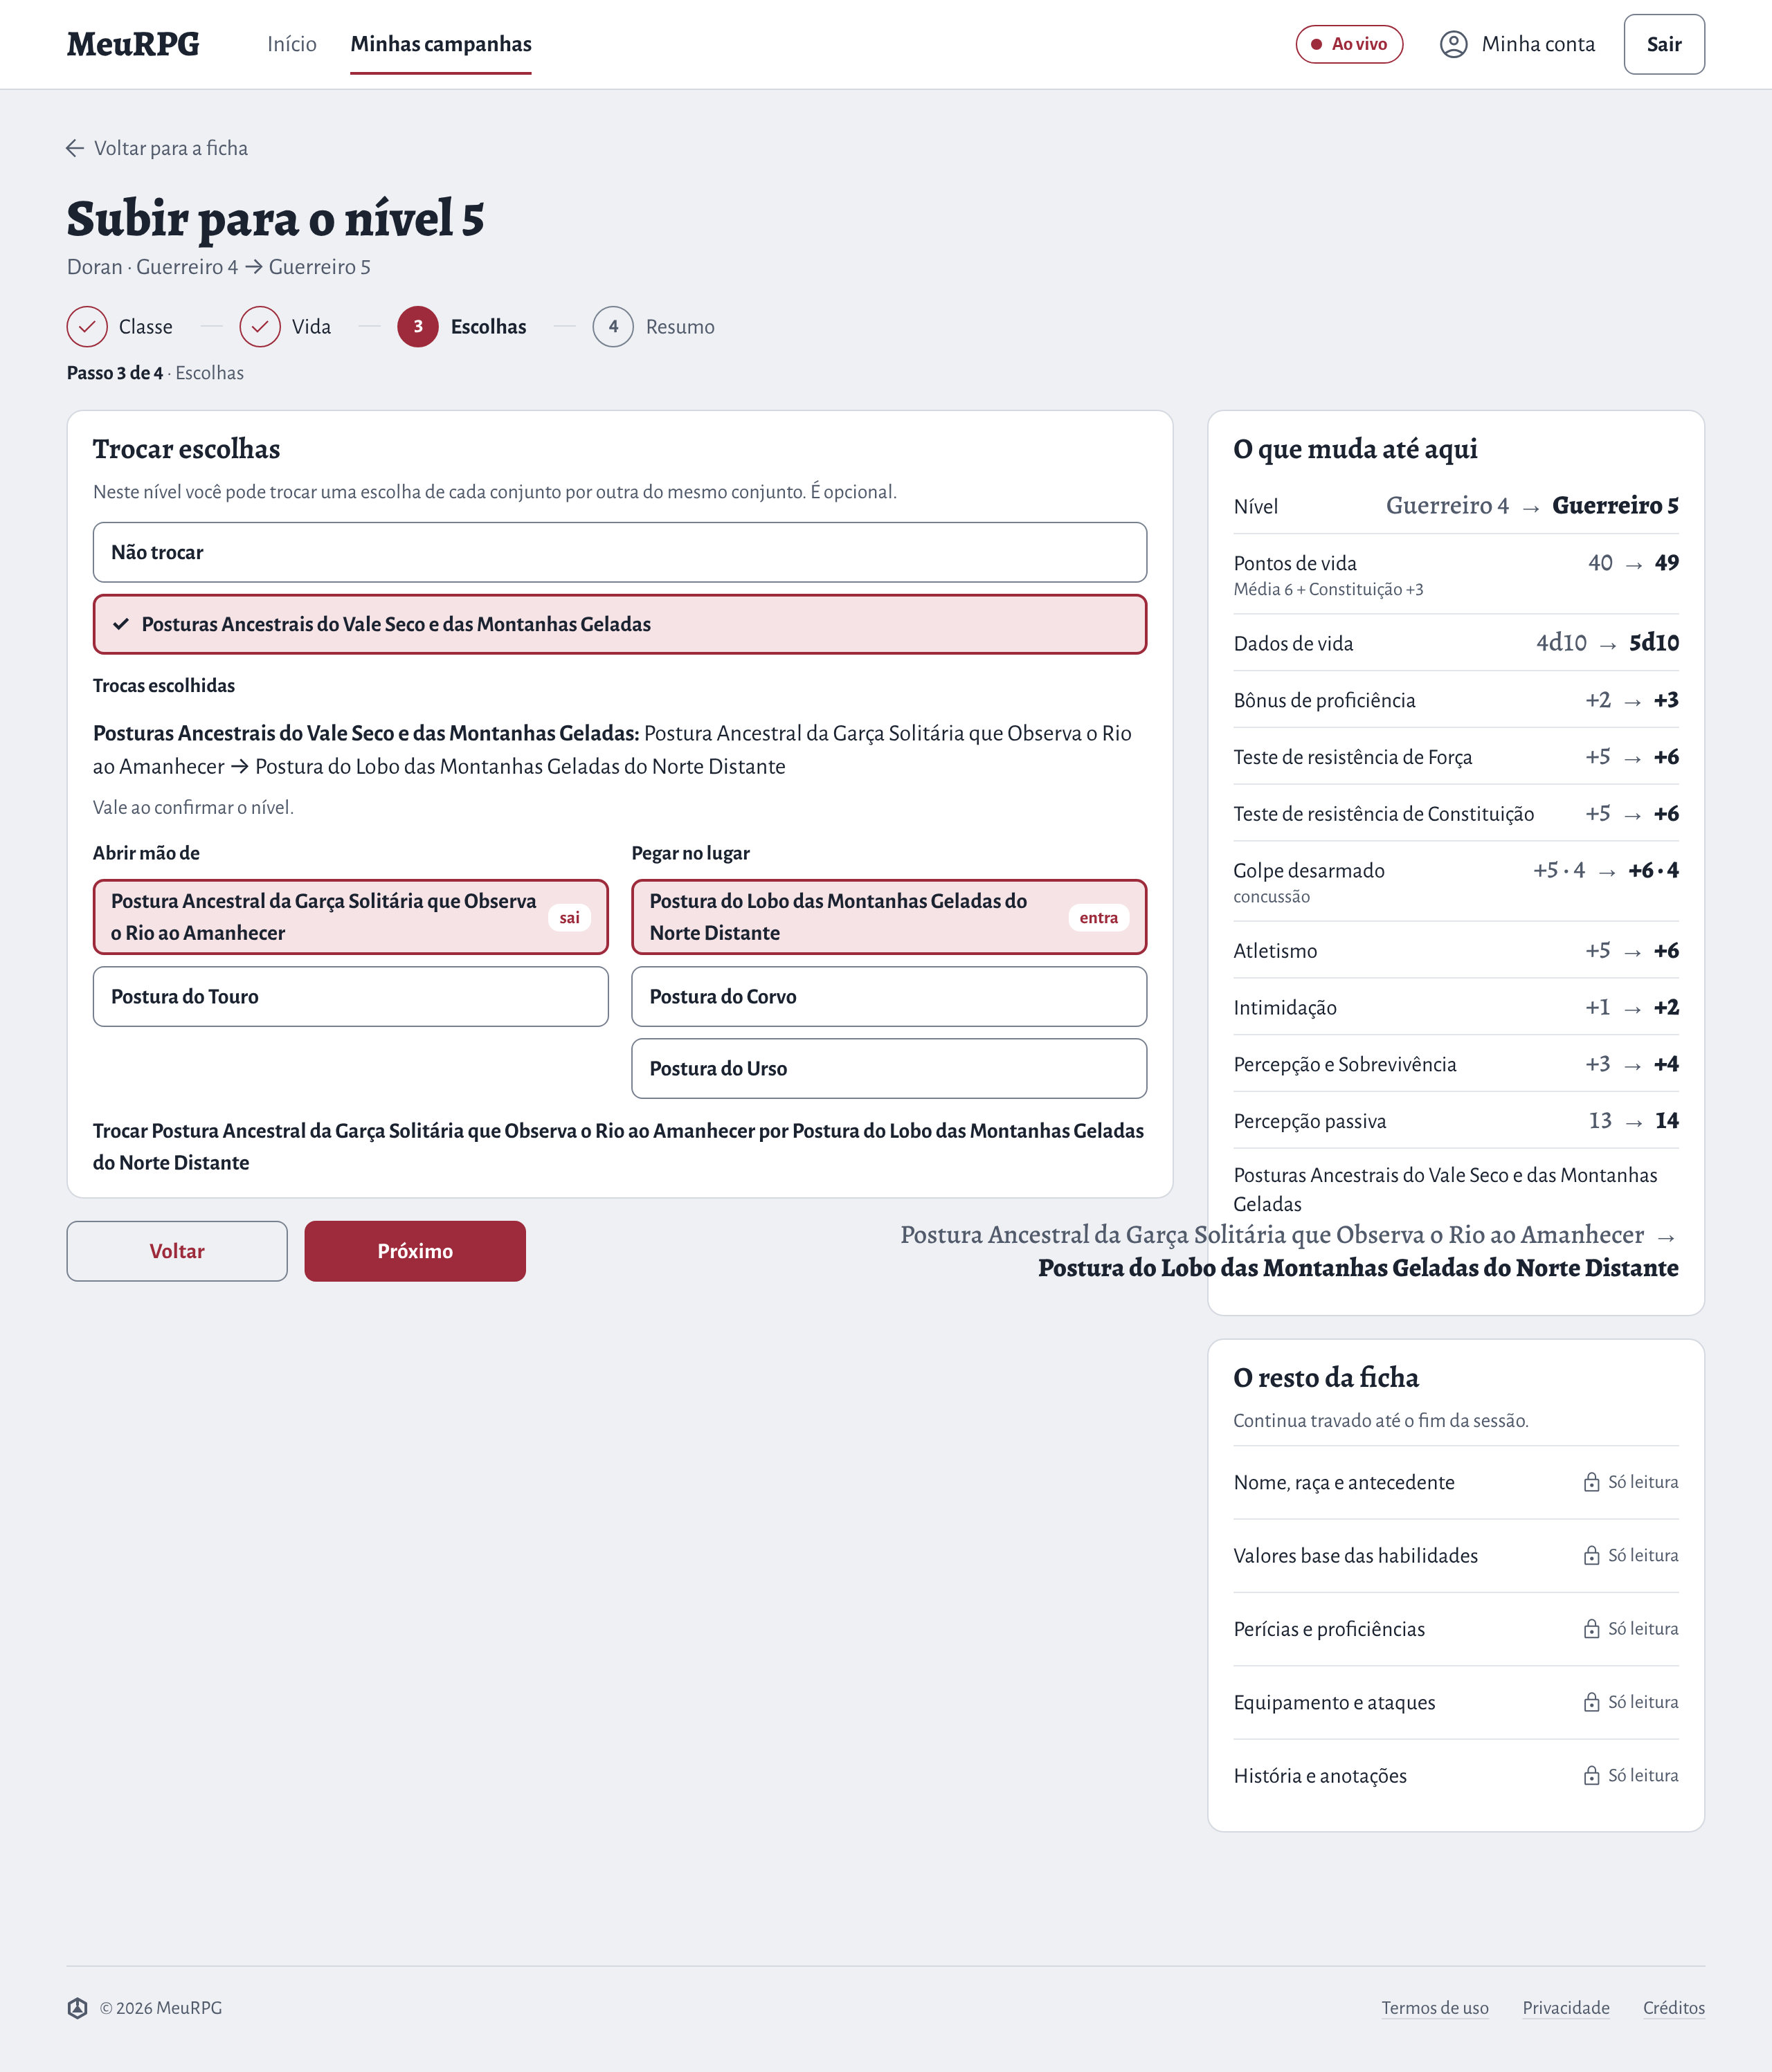 MeuRPG
Início
Minhas campanhas
Ao vivo
Minha conta
Sair
Voltar para a ficha
Subir para o nível 5
Doran · Guerreiro 4 → Guerreiro 5
Classe
Vida
3 Escolhas
4 Resumo
Passo 3 de 4 · Escolhas
Trocar escolhas
Neste nível você pode trocar uma escolha de cada conjunto por outra do mesmo conjunto. É opcional.
Não trocar
Posturas Ancestrais do Vale Seco e das Montanhas Geladas
Trocas escolhidas
Posturas Ancestrais do Vale Seco e das Montanhas Geladas: Postura Ancestral da Garça Solitária que Observa o Rio
ao Amanhecer → Postura do Lobo das Montanhas Geladas do Norte Distante
Vale ao confirmar o nível.
Abrir mão de
Postura Ancestral da Garça Solitária que Observa
o Rio ao Amanhecer
sai
Postura do Touro
Pegar no lugar
Postura do Lobo das Montanhas Geladas do
Norte Distante
entra
Postura do Corvo
Postura do Urso
Trocar Postura Ancestral da Garça Solitária que Observa o Rio ao Amanhecer por Postura do Lobo das Montanhas Geladas
do Norte Distante
Voltar
Próximo
O que muda até aqui
Nível Guerreiro 4 → Guerreiro 5
Pontos de vida 40 → 49
Média 6 + Constituição +3
Dados de vida 4d10 → 5d10
Bônus de proficiência +2 → +3
Teste de resistência de Força +5 → +6
Teste de resistência de Constituição +5 → +6
Golpe desarmado +5 · 4 → +6 · 4
concussão
Atletismo +5 → +6
Intimidação +1 → +2
Percepção e Sobrevivência +3 → +4
Percepção passiva 13 → 14
Posturas Ancestrais do Vale Seco e das Montanhas
Geladas
Postura Ancestral da Garça Solitária que Observa o Rio ao Amanhecer →
Postura do Lobo das Montanhas Geladas do Norte Distante
O resto da ficha
Continua travado até o fim da sessão.
Nome, raça e antecedente Só leitura
Valores base das habilidades Só leitura
Perícias e proficiências Só leitura
Equipamento e ataques Só leitura
História e anotações Só leitura
© 2026 MeuRPG
Termos de uso
Privacidade
Créditos